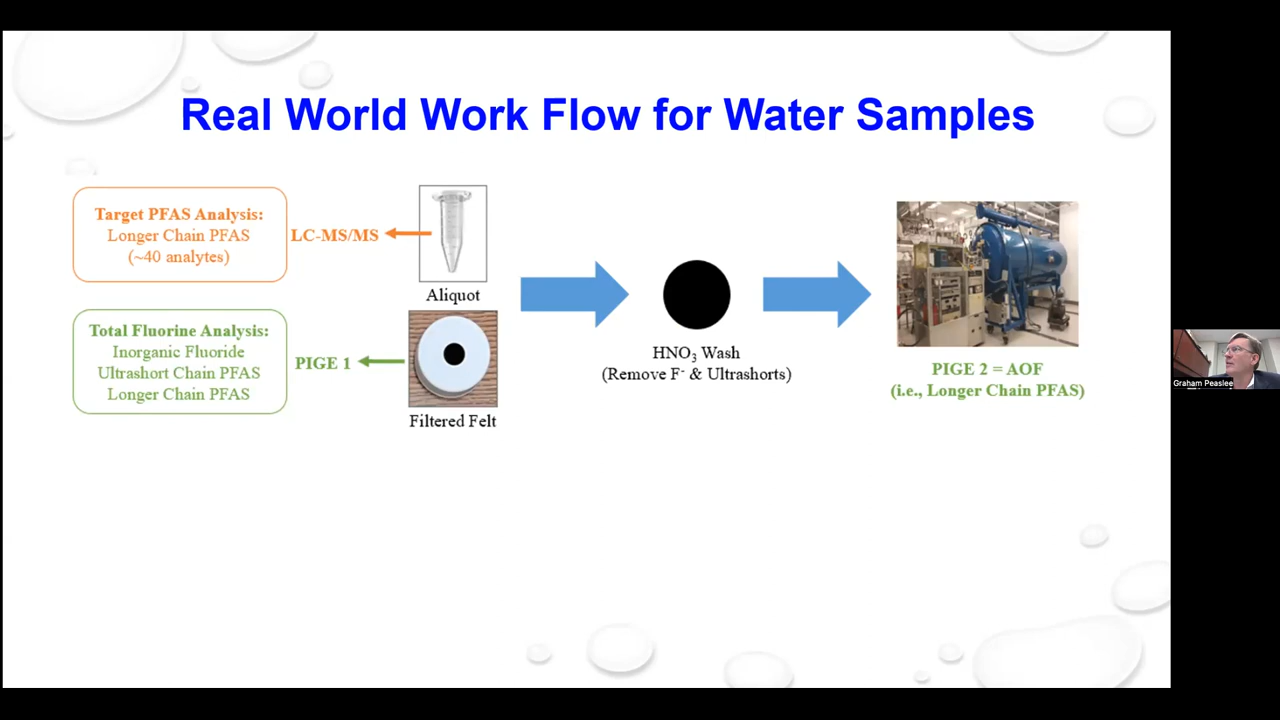 Real World Work Flow for Water Samples
Target PFAS Analysis:
Longer Chain PFAS
(~40 analytes)
LC-MS/MS
Aliquot
Total Fluorine Analysis:
Inorganic Fluoride
Ultrashort Chain PFAS
Longer Chain PFAS
PIGE 1
Filtered Felt
HNO₃ Wash
(Remove F⁻ & Ultrashorts)
PIGE 2 = AOF
(i.e., Longer Chain PFAS)
Graham Peaslee